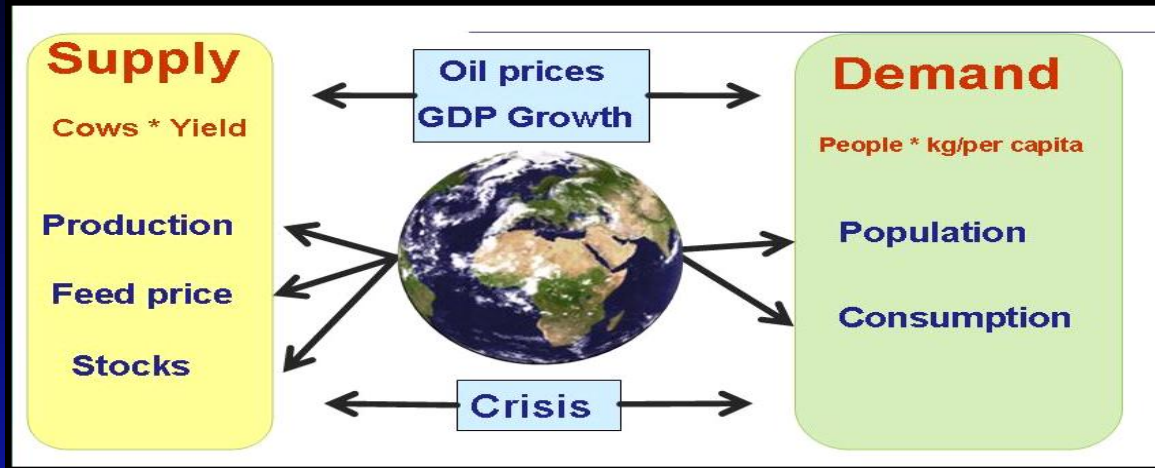 Supply
Cows * Yield
Production
Feed price
Stocks
Oil prices
GDP Growth
Crisis
Demand
People * kg/per capita
Population
Consumption